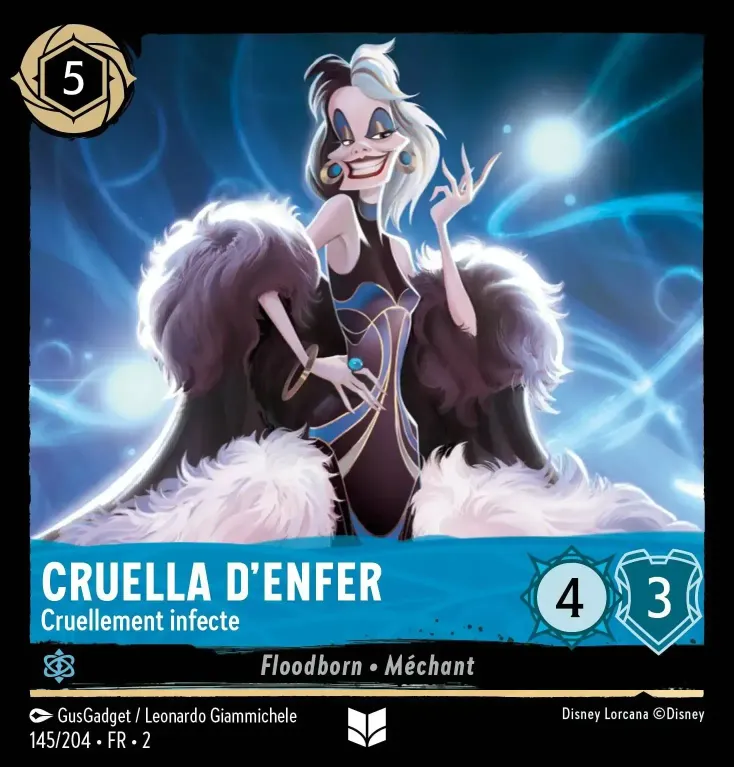 5
CRUELLA D'ENFER
Cruellement infecte
4
3
Floodborn • Méchant
GusGadget / Leonardo Giammichele
Disney Lorcana ©Disney
145/204 • FR • 2